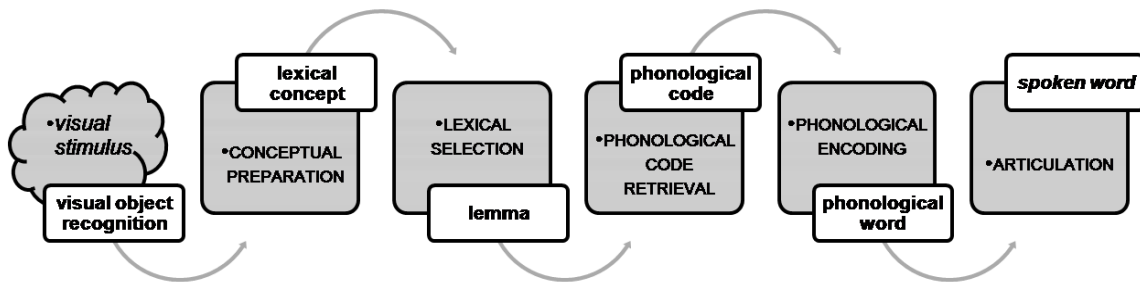 •visual
stimulus
visual object
recognition
lexical
concept
•CONCEPTUAL
PREPARATION
•LEXICAL
SELECTION
lemma
phonological
code
•PHONOLOGICAL
CODE
RETRIEVAL
•PHONOLOGICAL
ENCODING
phonological
word
spoken word
•ARTICULATION